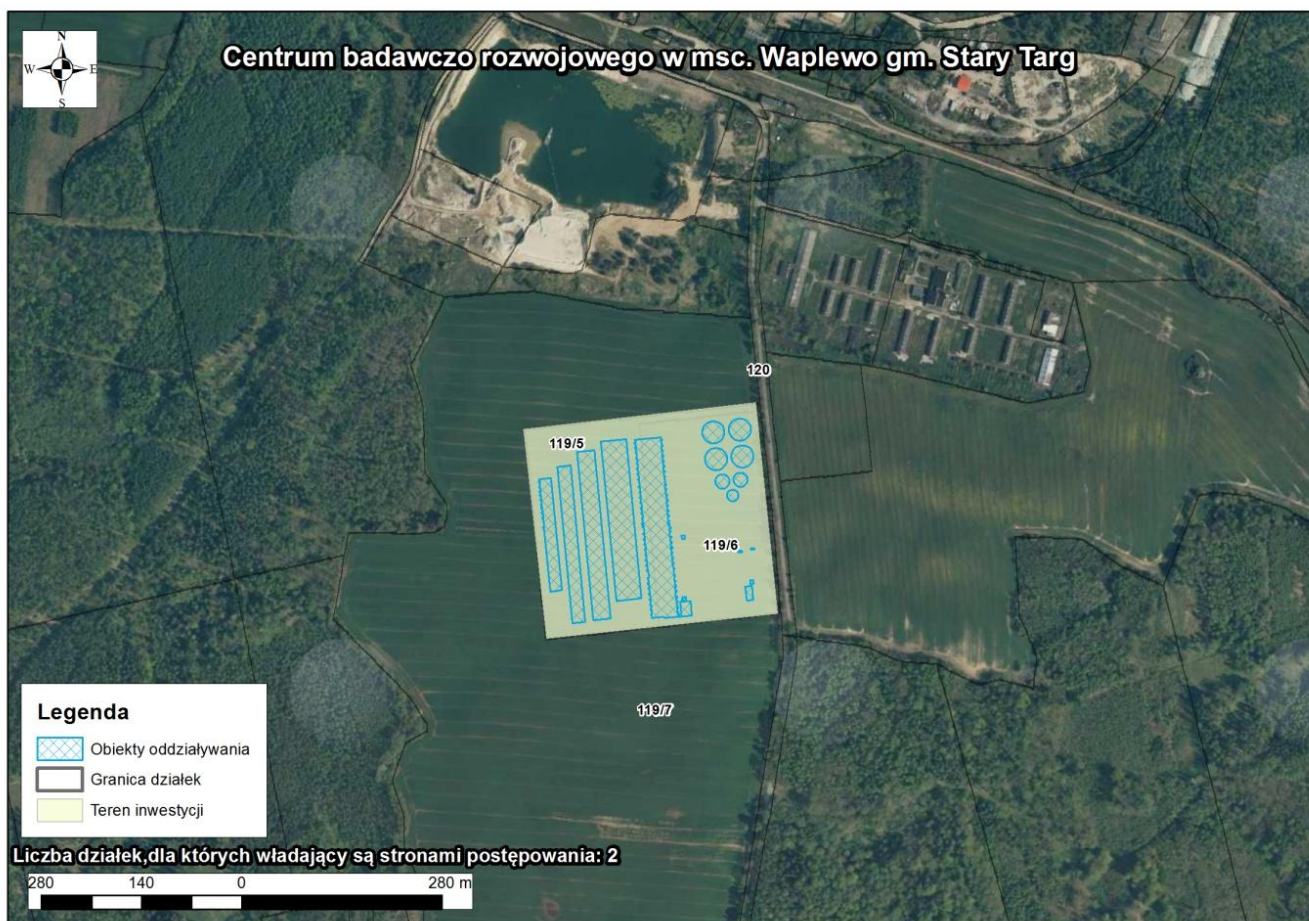 N
W E
S
Centrum badawczo rozwojowego w msc. Waplewo gm. Stary Targ
120
119/5
119/6
119/7
Legenda
Obiekty oddziaływania
Granica działek
Teren inwestycji
Liczba działek,dla których władający są stronami postępowania: 2
280 140 0 280 m